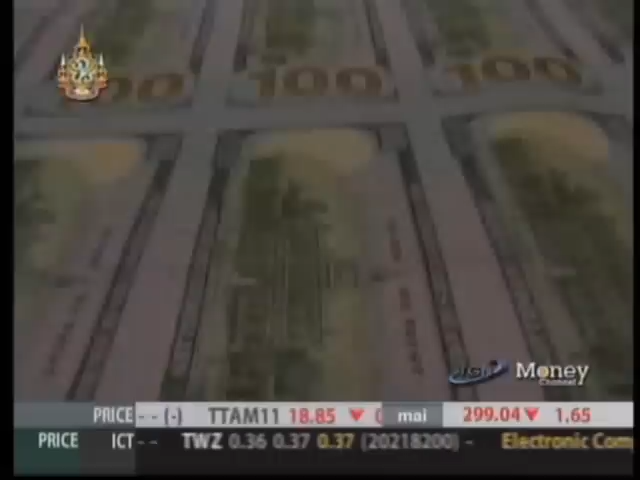 100 100
Money
Channel
PRICE - - (-) TTAM11 18.85 ▼ mai 299.04 ▼ 1.65
PRICE ICT - - TWZ 0.36 0.37 0.37 (20218200) - Electronic Com